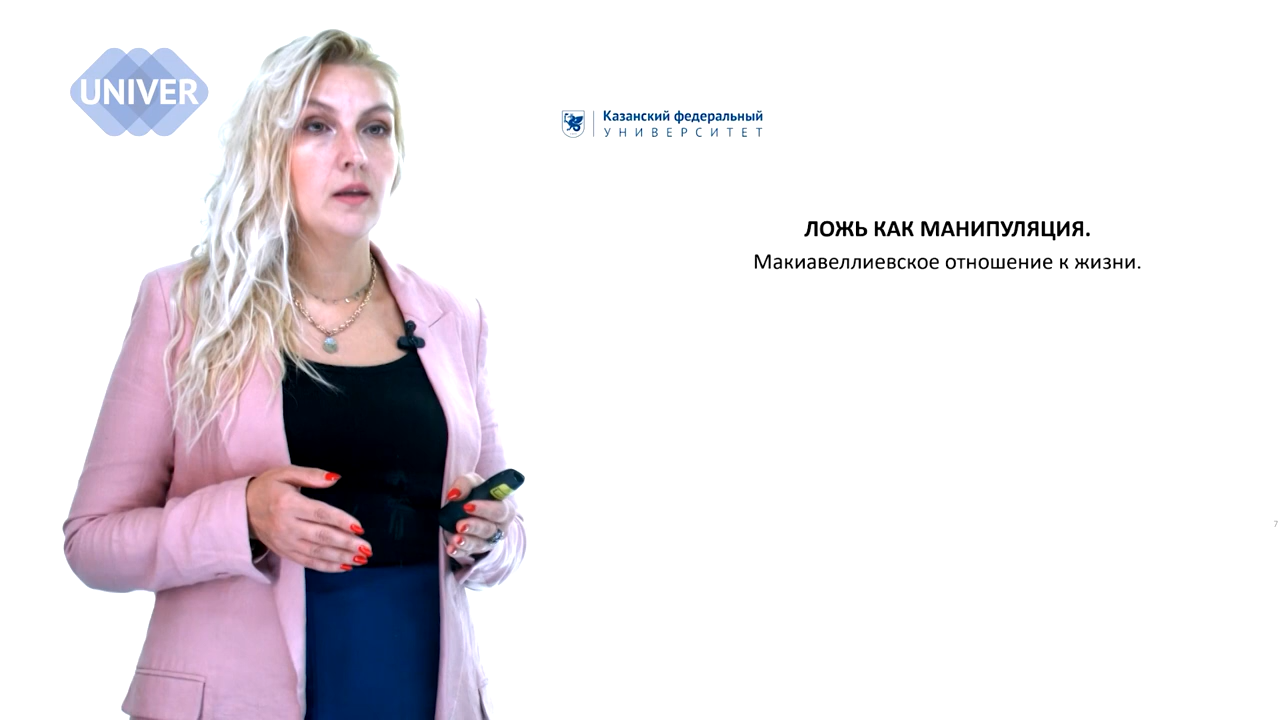 UNIVER
Казанский федеральный
УНИВЕРСИТЕТ
ЛОЖЬ КАК МАНИПУЛЯЦИЯ.
Макиавеллиевское отношение к жизни.
7